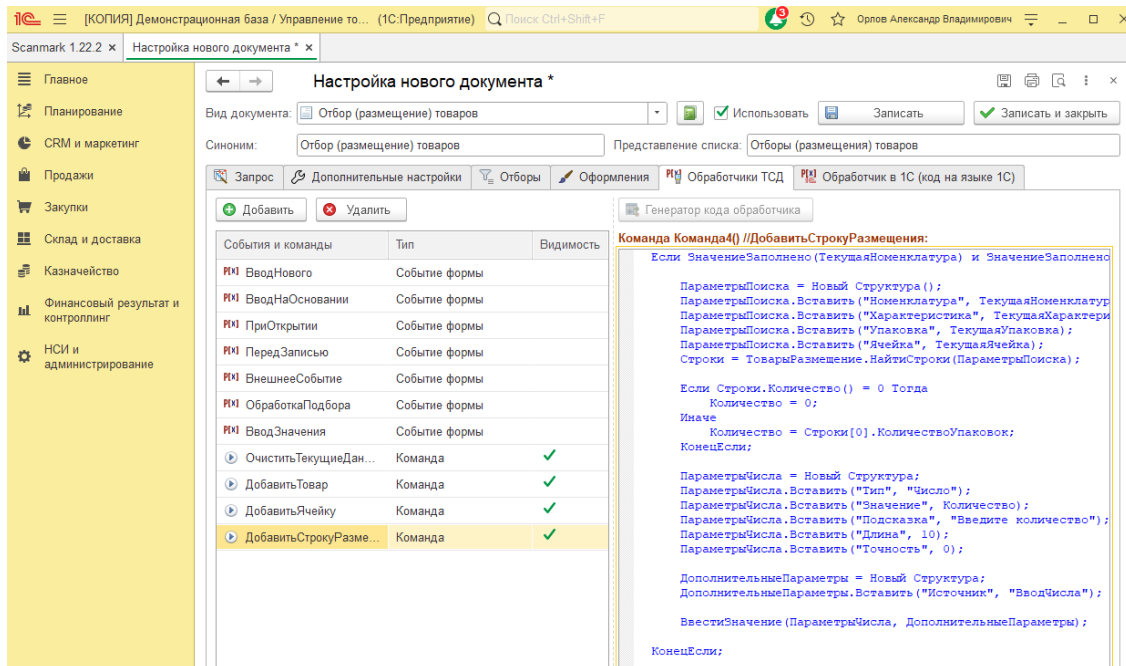 [КОПИЯ] Демонстрационная база / Управление то... (1С:Предприятие)
Поиск Ctrl+Shift+F
3
Орлов Александр Владимирович
Scanmark 1.22.2 ×
Настройка нового документа * ×
Главное
Планирование
CRM и маркетинг
Продажи
Закупки
Склад и доставка
Казначейство
Финансовый результат и
контроллинг
НСИ и
администрирование
Настройка нового документа *
Вид документа: Отбор (размещение) товаров
Использовать
Записать
Записать и закрыть
Синоним: Отбор (размещение) товаров
Представление списка: Отборы (размещения) товаров
Запрос
Дополнительные настройки
Отборы
Оформления
Обработчики ТСД
Обработчик в 1С (код на языке 1С)
Добавить
Удалить
Генератор кода обработчика
События и команды Тип Видимость
ВводНового Событие формы
ВводНаОсновании Событие формы
ПриОткрытии Событие формы
ПередЗаписью Событие формы
ВнешнееСобытие Событие формы
ОбработкаПодбора Событие формы
ВводЗначения Событие формы
ОчиститьТекущиеДан... Команда
ДобавитьТовар Команда
ДобавитьЯчейку Команда
ДобавитьСтрокуРазме... Команда
Команда Команда4() //ДобавитьСтрокуРазмещения:
Если ЗначениеЗаполнено(ТекущаяНоменклатура) и ЗначениеЗаполнено
ПараметрыПоиска = Новый Структура();
ПараметрыПоиска.Вставить("Номенклатура", ТекущаяНоменклатур
ПараметрыПоиска.Вставить("Характеристика", ТекущаяХарактери
ПараметрыПоиска.Вставить("Упаковка", ТекущаяУпаковка);
ПараметрыПоиска.Вставить("Ячейка", ТекущаяЯчейка);
Строки = ТоварыРазмещение.НайтиСтроки(ПараметрыПоиска);
Если Строки.Количество() = 0 Тогда
Количество = 0;
Иначе
Количество = Строки[0].КоличествоУпаковок;
КонецЕсли;
ПараметрыЧисла = Новый Структура;
ПараметрыЧисла.Вставить("Тип", "Число");
ПараметрыЧисла.Вставить("Значение", Количество);
ПараметрыЧисла.Вставить("Подсказка", "Введите количество");
ПараметрыЧисла.Вставить("Длина", 10);
ПараметрыЧисла.Вставить("Точность", 0);
ДополнительныеПараметры = Новый Структура;
ДополнительныеПараметры.Вставить("Источник", "ВводЧисла");
ВвестиЗначение(ПараметрыЧисла, ДополнительныеПараметры);
КонецЕсли;